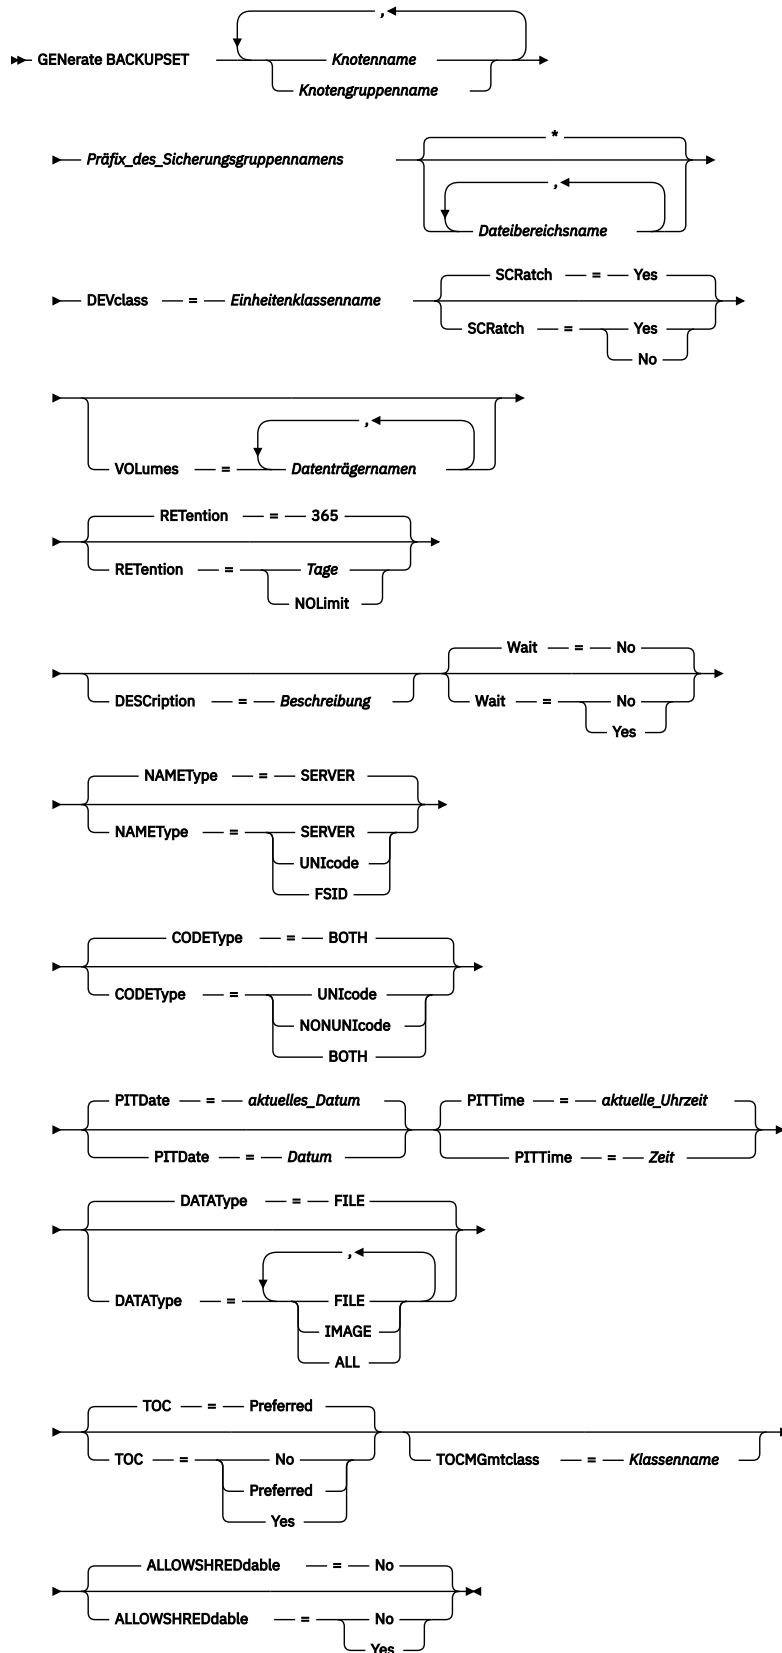 ,
GENerate BACKUPSET Knotenname
Knotengruppenname
*
Präfix_des_Sicherungsgruppennamens
,
Dateibereichsname
SCRatch = Yes
DEVclass = Einheitenklassenname
SCRatch = Yes
No
,
VOLumes = Datenträgernamen
RETention = 365
RETention = Tage
NOLimit
Wait = No
DESCription = Beschreibung Wait = No
Yes
NAMEType = SERVER
NAMEType = SERVER
UNIcode
FSID
CODEType = BOTH
CODEType = UNIcode
NONUNIcode
BOTH
PITDate = aktuelles_Datum PITTime = aktuelle_Uhrzeit
PITDate = Datum PITTime = Zeit
DATAType = FILE
,
DATAType = FILE
IMAGE
ALL
TOC = Preferred
TOC = No TOCMGmtclass = Klassenname
Preferred
Yes
ALLOWSHREDdable = No
ALLOWSHREDdable = No
Yes